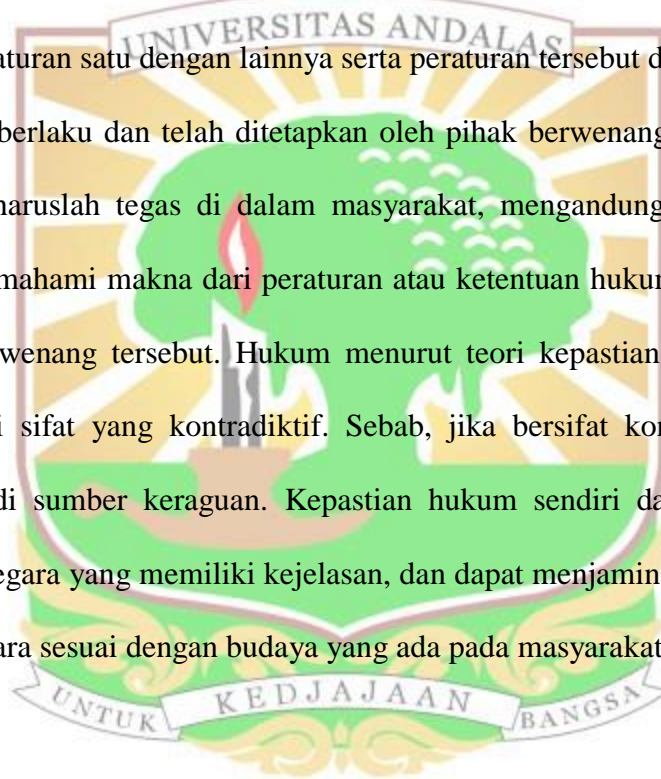 UNIVERSITAS ANDALAS
aturan satu dengan lainnya serta peraturan tersebut d
berlaku dan telah ditetapkan oleh pihak berwenang
haruslah tegas di dalam masyarakat, mengandung
mahami makna dari peraturan atau ketentuan hukum
wenang tersebut. Hukum menurut teori kepastian
i sifat yang kontradiktif. Sebab, jika bersifat kon
di sumber keraguan. Kepastian hukum sendiri da
egara yang memiliki kejelasan, dan dapat menjamin
ara sesuai dengan budaya yang ada pada masyarakat
UNTUK KEDJAJAAN BANGSA